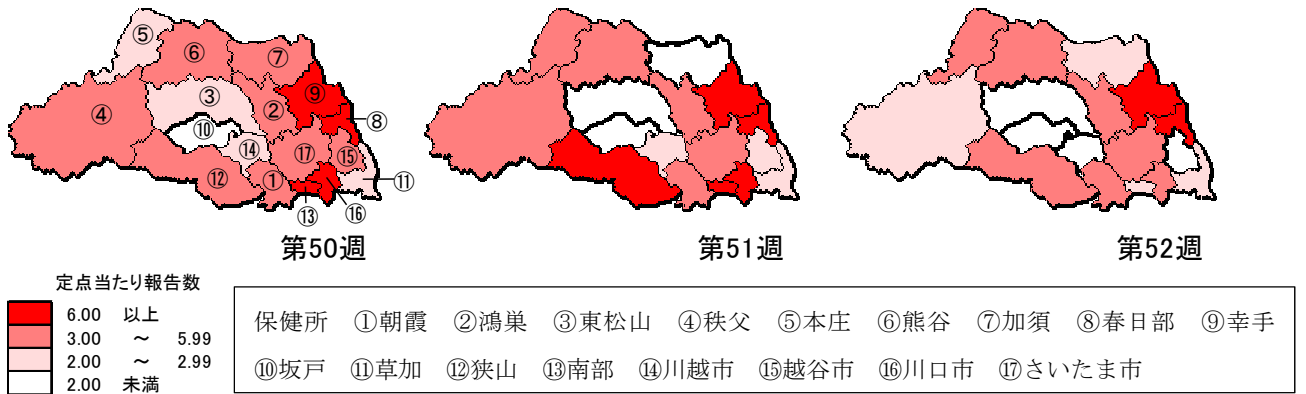 ⑤
⑥
⑦
④
③
②
⑨
⑧
⑩
⑭
⑰
⑮
⑫
①
⑪
⑬
⑯
第50週
第51週
第52週
定点当たり報告数
6.00 以上
3.00 ～ 5.99
2.00 ～ 2.99
2.00 未満
保健所 ①朝霞 ②鴻巣 ③東松山 ④秩父 ⑤本庄 ⑥熊谷 ⑦加須 ⑧春日部 ⑨幸手
⑩坂戸 ⑪草加 ⑫狭山 ⑬南部 ⑭川越市 ⑮越谷市 ⑯川口市 ⑰さいたま市